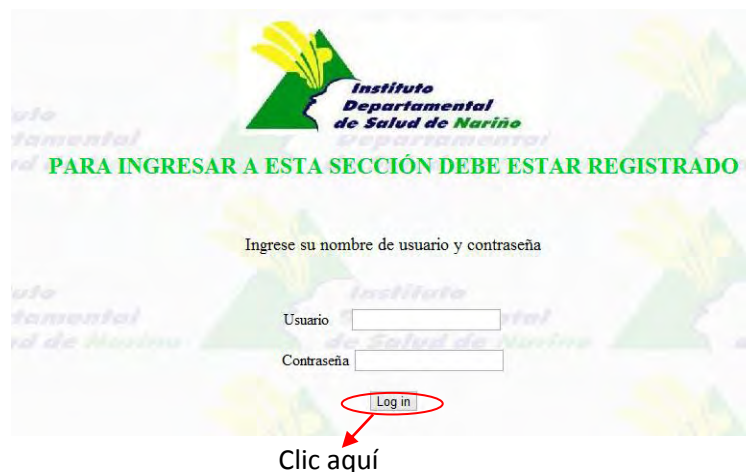 Instituto
Departamental
de Salud de Nariño
PARA INGRESAR A ESTA SECCIÓN DEBE ESTAR REGISTRADO
Ingrese su nombre de usuario y contraseña
Usuario
Contraseña
Log in
Clic aquí